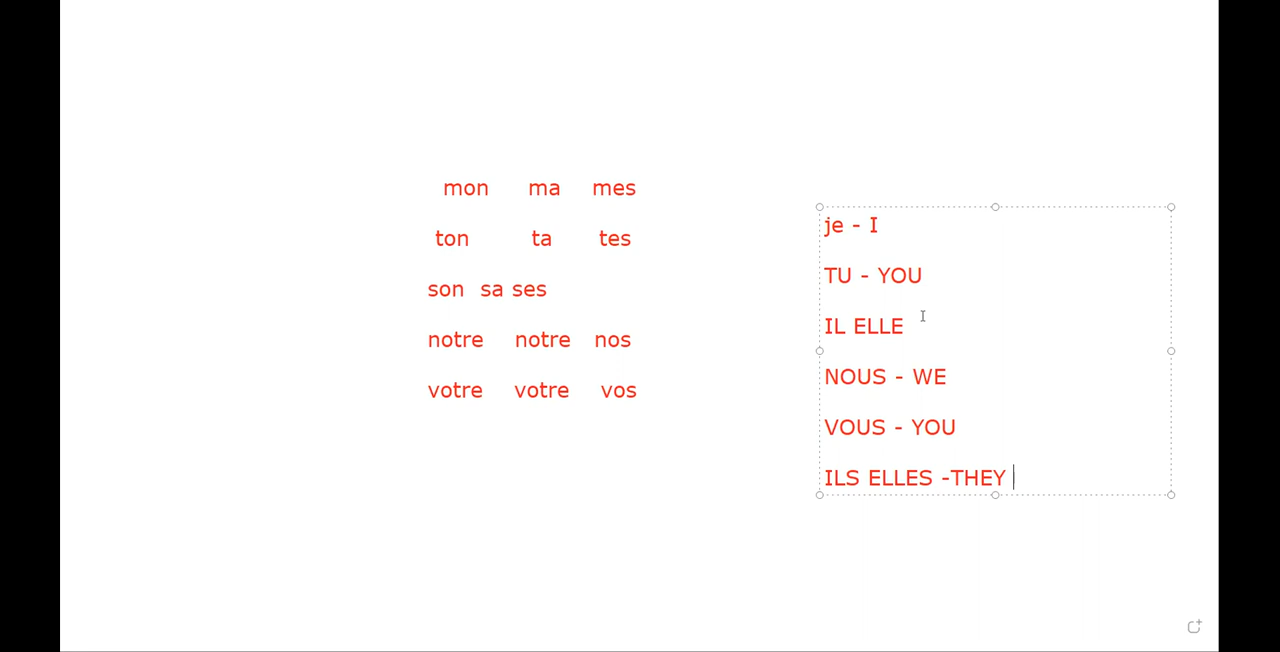 mon ma mes
ton ta tes
son sa ses
notre notre nos
votre votre vos
je - I
TU - YOU
IL ELLE
NOUS - WE
VOUS - YOU
ILS ELLES -THEY